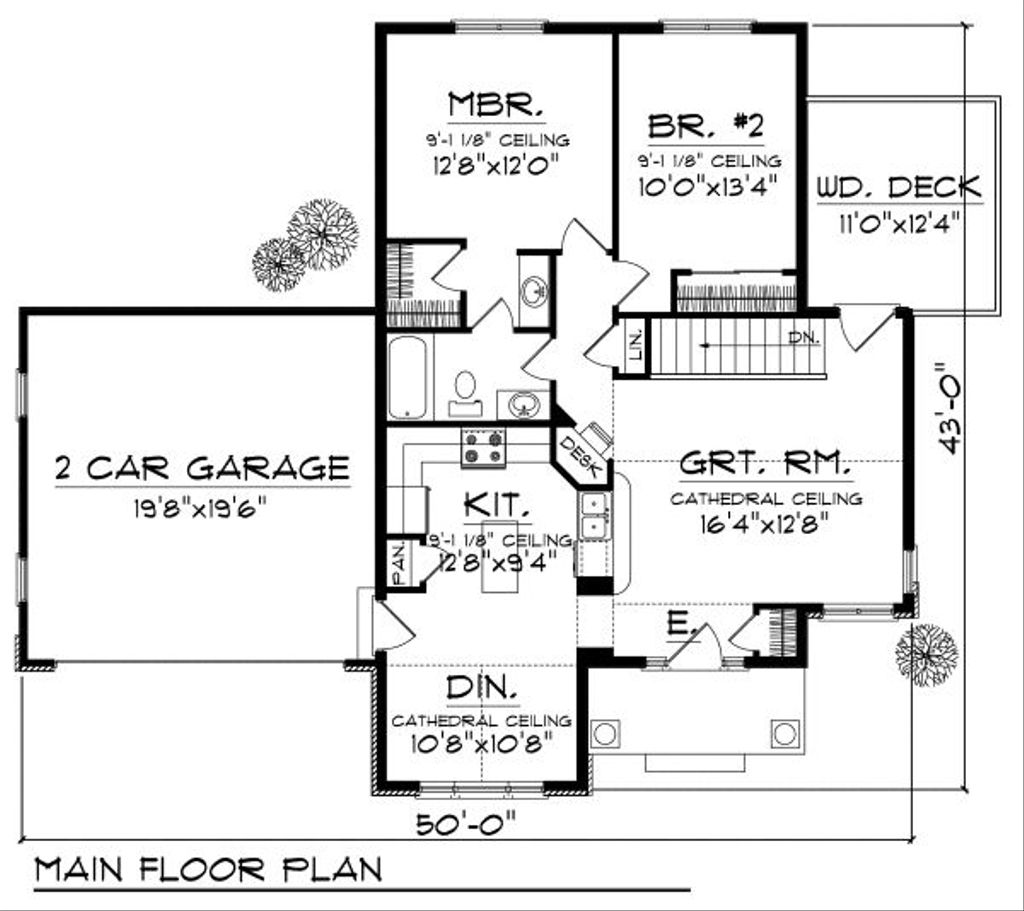 MBR.
9'-1 1/8" CEILING
12'8"x12'0"
BR. #2
9'-1 1/8" CEILING
10'0"x13'4"
WD. DECK
11'0"x12'4"
LIN.
DN.
2 CAR GARAGE
19'8"x19'6"
DESK
GRT. RM.
CATHEDRAL CEILING
16'4"x12'8"
43'-0"
KIT.
9'-1 1/8" CEILING
12'8"x9'4"
PAN.
E.
DIN.
CATHEDRAL CEILING
10'8"x10'8"
50'-0"
MAIN FLOOR PLAN